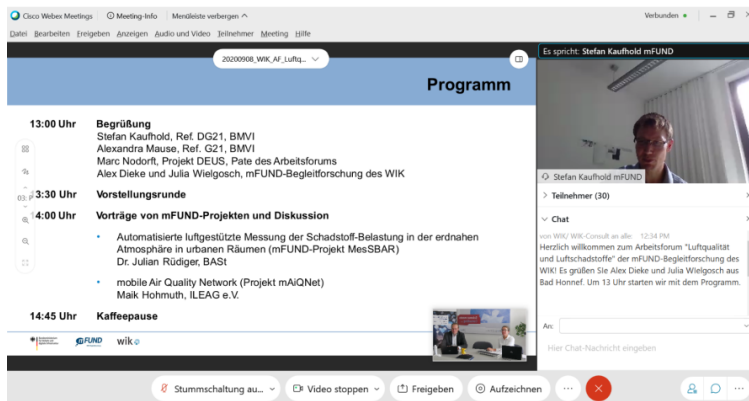 Cisco Webex Meetings
Meeting-Info
Menüleiste verbergen
Verbunden
Datei Bearbeiten Freigeben Anzeigen Audio und Video Teilnehmer Meeting Hilfe
20200908_WIK_AF_Luftq...
Es spricht: Stefan Kaufhold mFUND
Programm
13:00 Uhr Begrüßung
Stefan Kaufhold, Ref. DG21, BMVI
Alexandra Mause, Ref. G21, BMVI
Marc Nodorft, Projekt DEUS, Pate des Arbeitsforums
Alex Dieke und Julia Wielgosch, mFUND-Begleitforschung des WIK
3:30 Uhr Vorstellungsrunde
4:00 Uhr Vorträge von mFUND-Projekten und Diskussion
• Automatisierte luftgestützte Messung der Schadstoff-Belastung in der erdnahen
Atmosphäre in urbanen Räumen (mFUND-Projekt MesSBAR)
Dr. Julian Rüdiger, BASt
• mobile Air Quality Network (Projekt mAiQNet)
Maik Hohmuth, ILEAG e.V.
14:45 Uhr Kaffeepause
mFUND
wik
Stefan Kaufhold mFUND
Teilnehmer (30)
Chat
von WIK/ WIK-Consult an alle: 12:34 PM
Herzlich willkommen zum Arbeitsforum "Luftqualität
und Luftschadstoffe" der mFUND-Begleitforschung des
WIK! Es grüßen Sie Alex Dieke und Julia Wielgosch aus
Bad Honnef. Um 13 Uhr starten wir mit dem Programm.
An:
Hier Chat-Nachricht eingeben
Stummschaltung au...
Video stoppen
Freigeben
Aufzeichnen